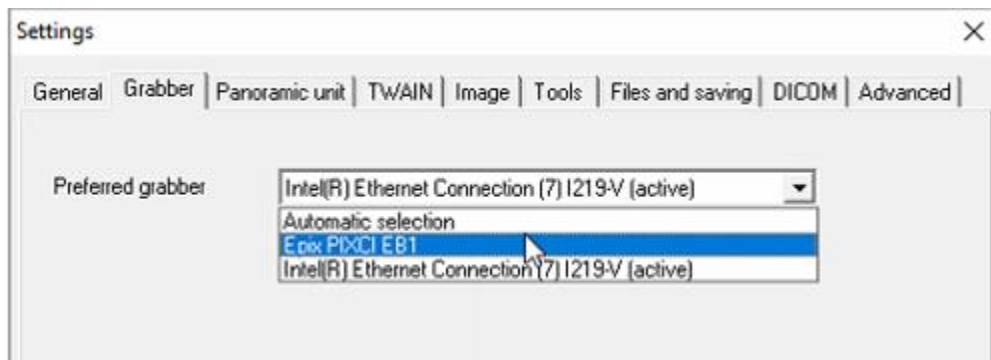 Settings
General Grabber Panoramic unit TWAIN Image Tools Files and saving DICOM Advanced
Preferred grabber Intel(R) Ethernet Connection (7) I219-V (active)
Automatic selection
Epix PIXCI EB1
Intel(R) Ethernet Connection (7) I219-V (active)